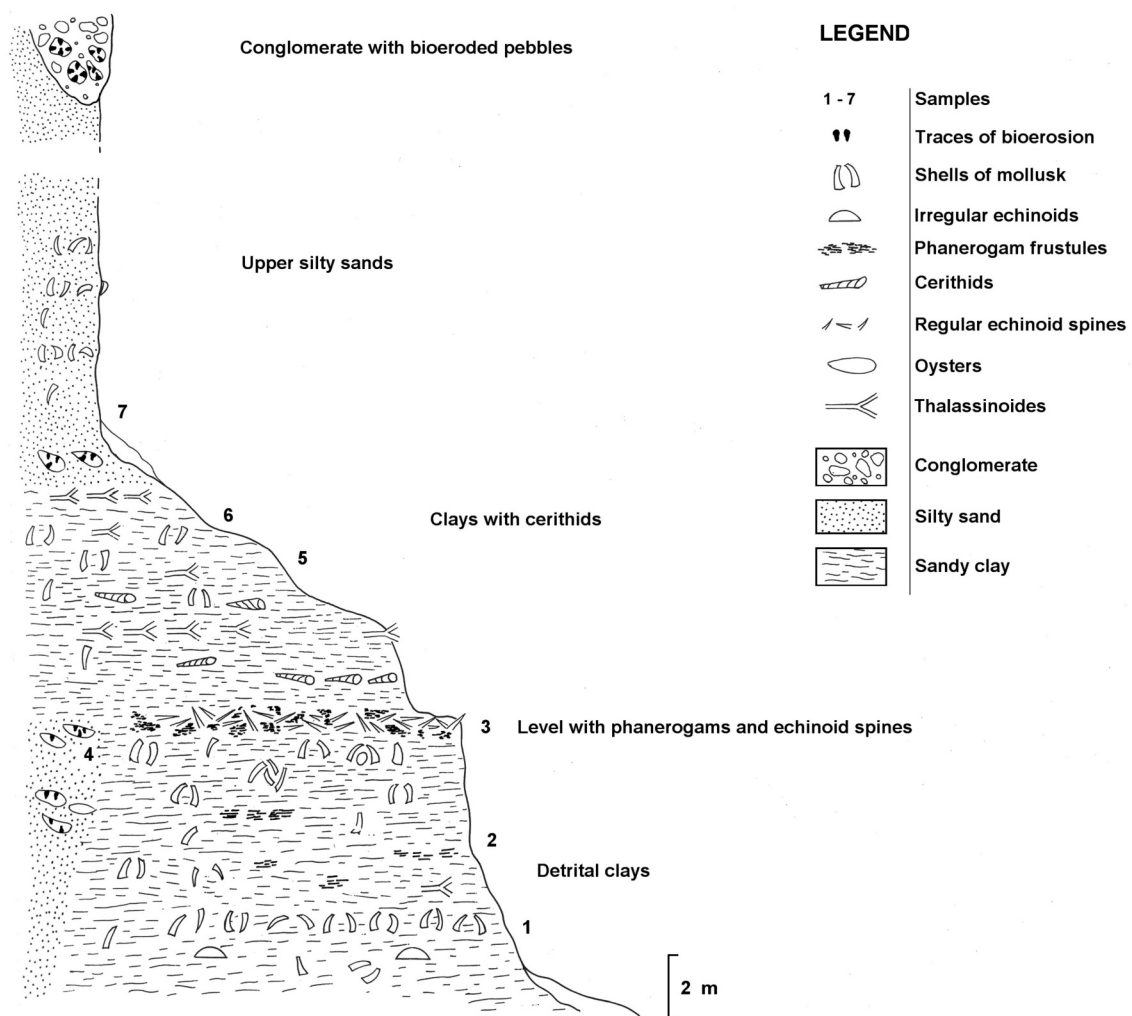 Conglomerate with bioeroded pebbles
Upper silty sands
7
6
Clays with cerithids
5
3 Level with phanerogams and echinoid spines
4
2
Detrital clays
1
2 m
LEGEND
1 - 7 Samples
Traces of bioerosion
Shells of mollusk
Irregular echinoids
Phanerogam frustules
Cerithids
Regular echinoid spines
Oysters
Thalassinoides
Conglomerate
Silty sand
Sandy clay